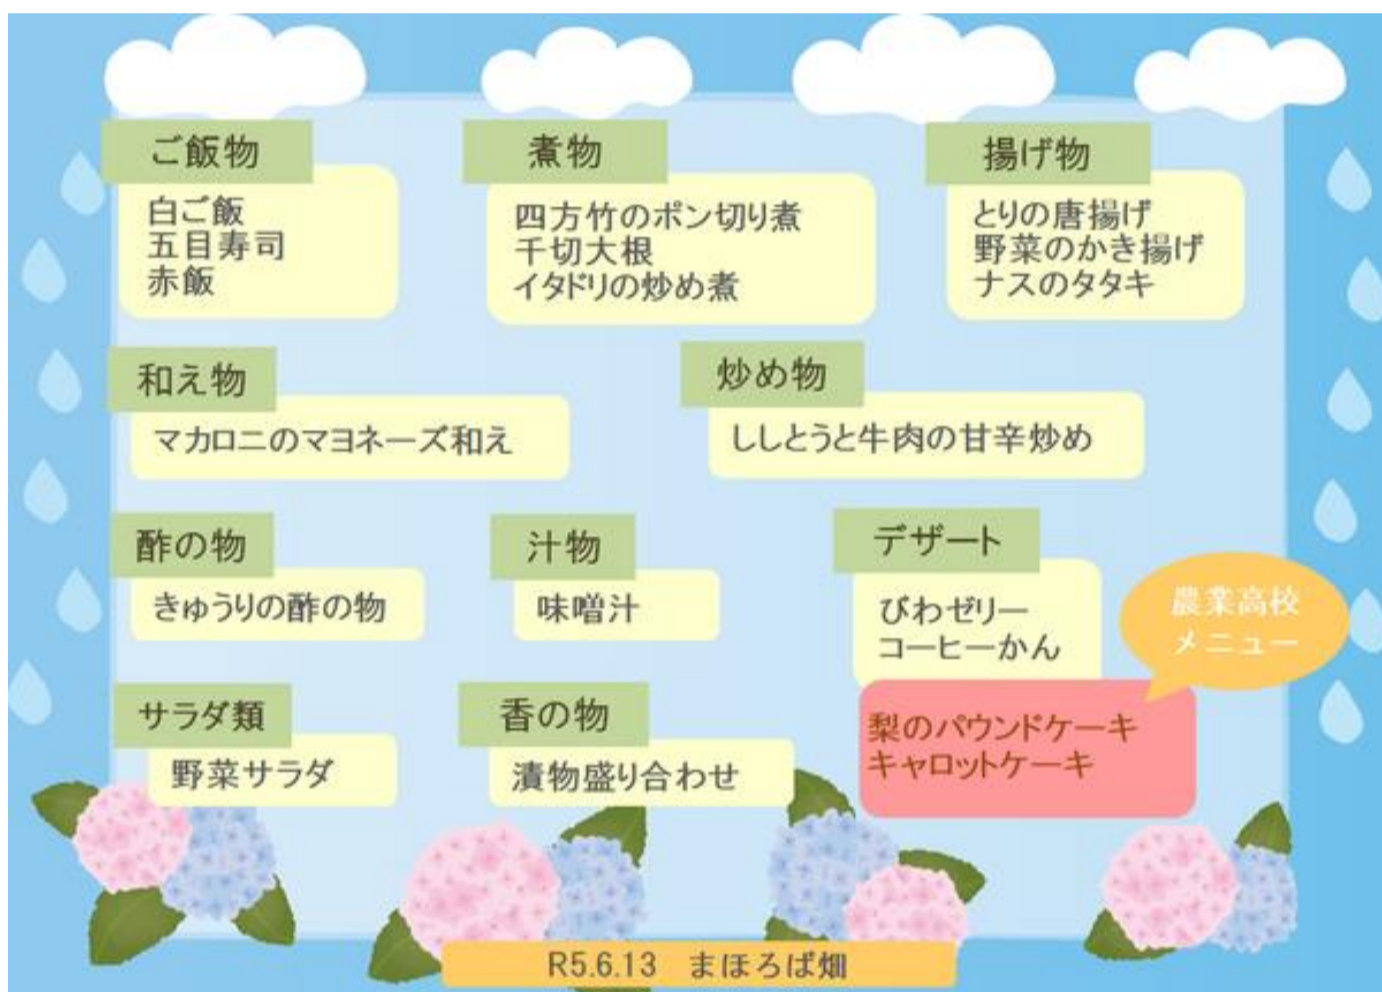 ご飯物
白ご飯
五目寿司
赤飯
煮物
四方竹のポン切り煮
千切大根
イタドリの炒め煮
揚げ物
とりの唐揚げ
野菜のかき揚げ
ナスのタタキ
和え物
マカロニのマヨネーズ和え
炒め物
ししとうと牛肉の甘辛炒め
酢の物
きゅうりの酢の物
汁物
味噌汁
デザート
びわゼリー
コーヒーかん
農業高校
メニュー
梨のパウンドケーキ
キャロットケーキ
サラダ類
野菜サラダ
香の物
漬物盛り合わせ
R5.6.13　まほろば畑